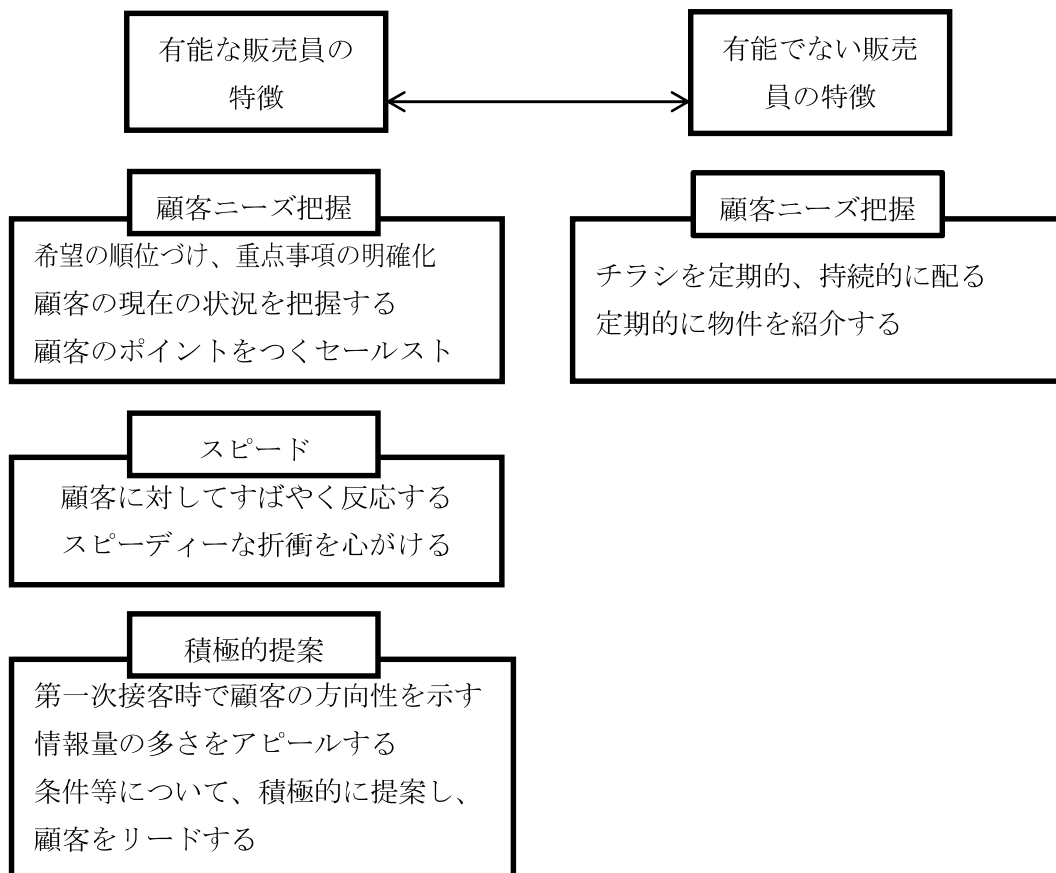 有能な販売員の
特徴
有能でない販売
員の特徴
顧客ニーズ把握
希望の順位づけ、重点事項の明確化
顧客の現在の状況を把握する
顧客のポイントをつくセールスト
顧客ニーズ把握
チラシを定期的、持続的に配る
定期的に物件を紹介する
スピード
顧客に対してすばやく反応する
スピーディーな折衝を心がける
積極的提案
第一次接客時で顧客の方向性を示す
情報量の多さをアピールする
条件等について、積極的に提案し、
顧客をリードする